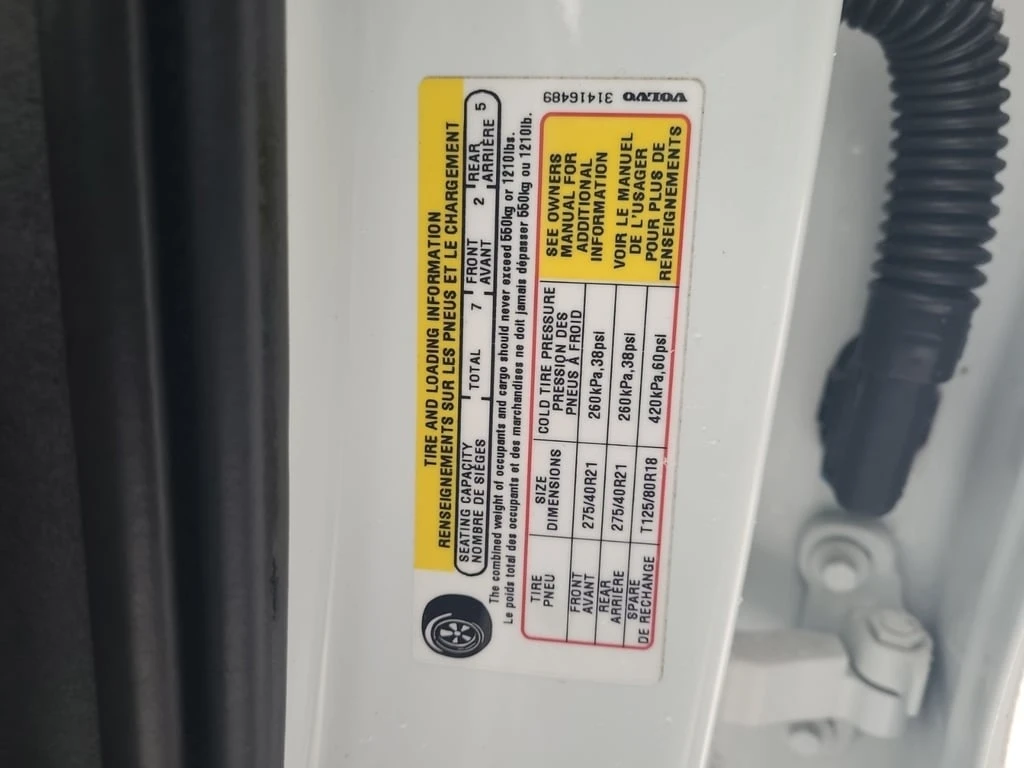 TIRE AND LOADING INFORMATION
RENSEIGNEMENTS SUR LES PNEUS ET LE CHARGEMENT
SEATING CAPACITY
NOMBRE DE SIÈGES
TOTAL 7
FRONT
AVANT 2
REAR
ARRIÈRE 5
The combined weight of occupants and cargo should never exceed 550kg or 1210lbs.
Le poids total des occupants et des marchandises ne doit jamais dépasser 550kg ou 1210lb.
TIRE
PNEU
SIZE
DIMENSIONS
COLD TIRE PRESSURE
PRESSION DES
PNEUS À FROID
FRONT
AVANT
275/40R21
260kPa,38psi
REAR
ARRIÈRE
275/40R21
260kPa,38psi
SPARE
DE RECHANGE
T125/80R18
420kPa,60psi
SEE OWNERS
MANUAL FOR
ADDITIONAL
INFORMATION
VOIR LE MANUEL
DE L'USAGER
POUR PLUS DE
RENSEIGNEMENTS
VOLVO 31416489